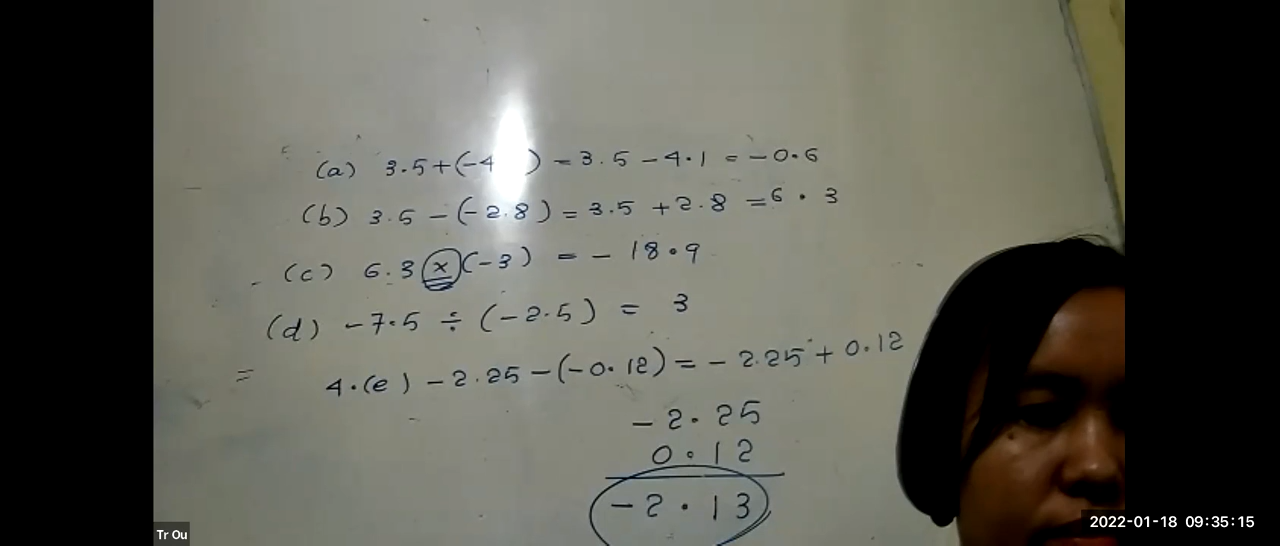 (a) 3.5+(-4 ) = 3.5 - 4.1 = -0.6
(b) 3.5 - (-2.8) = 3.5 + 2.8 = 6.3
(c) 6.3 × (-3) = - 18.9
(d) -7.5 ÷ (-2.5) = 3
= 4.(e) -2.25 - (-0.12) = - 2.25 + 0.12
- 2.25
0.12
-2.13
Tr Ou
2022-01-18 09:35:15